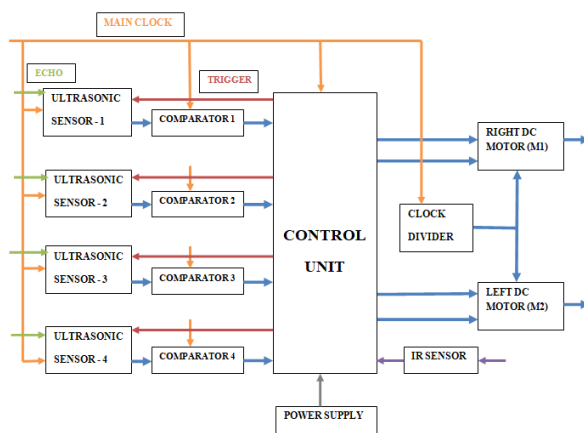 MAIN CLOCK
ECHO
TRIGGER
ULTRASONIC
SENSOR - 1
COMPARATOR 1
ULTRASONIC
SENSOR - 2
COMPARATOR 2
ULTRASONIC
SENSOR - 3
COMPARATOR 3
ULTRASONIC
SENSOR - 4
COMPARATOR 4
CONTROL
UNIT
POWER SUPPLY
CLOCK
DIVIDER
RIGHT DC
MOTOR (M1)
LEFT DC
MOTOR (M2)
IR SENSOR